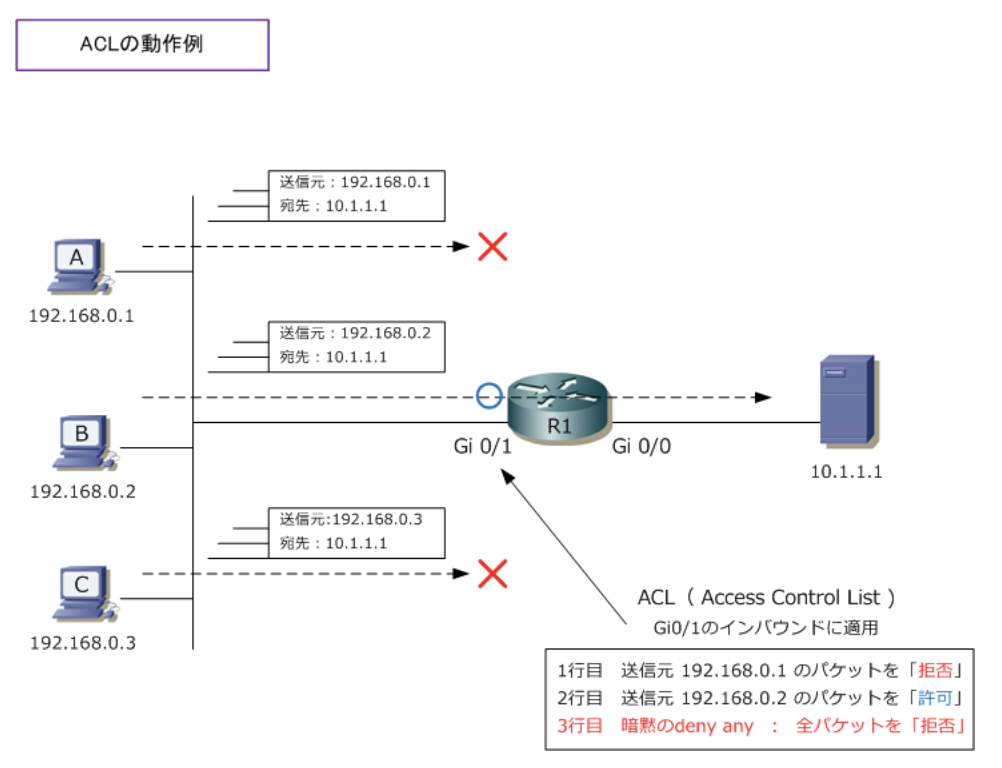 ACLの動作例
送信元：192.168.0.1
宛先：10.1.1.1
A
192.168.0.1
送信元：192.168.0.2
宛先：10.1.1.1
B
192.168.0.2
R1
Gi 0/1
Gi 0/0
10.1.1.1
送信元:192.168.0.3
宛先：10.1.1.1
C
192.168.0.3
ACL（ Access Control List ）
Gi0/1のインバウンドに適用
1行目　送信元 192.168.0.1 のパケットを「拒否」
2行目　送信元 192.168.0.2 のパケットを「許可」
3行目　暗黙のdeny any　：　全パケットを「拒否」